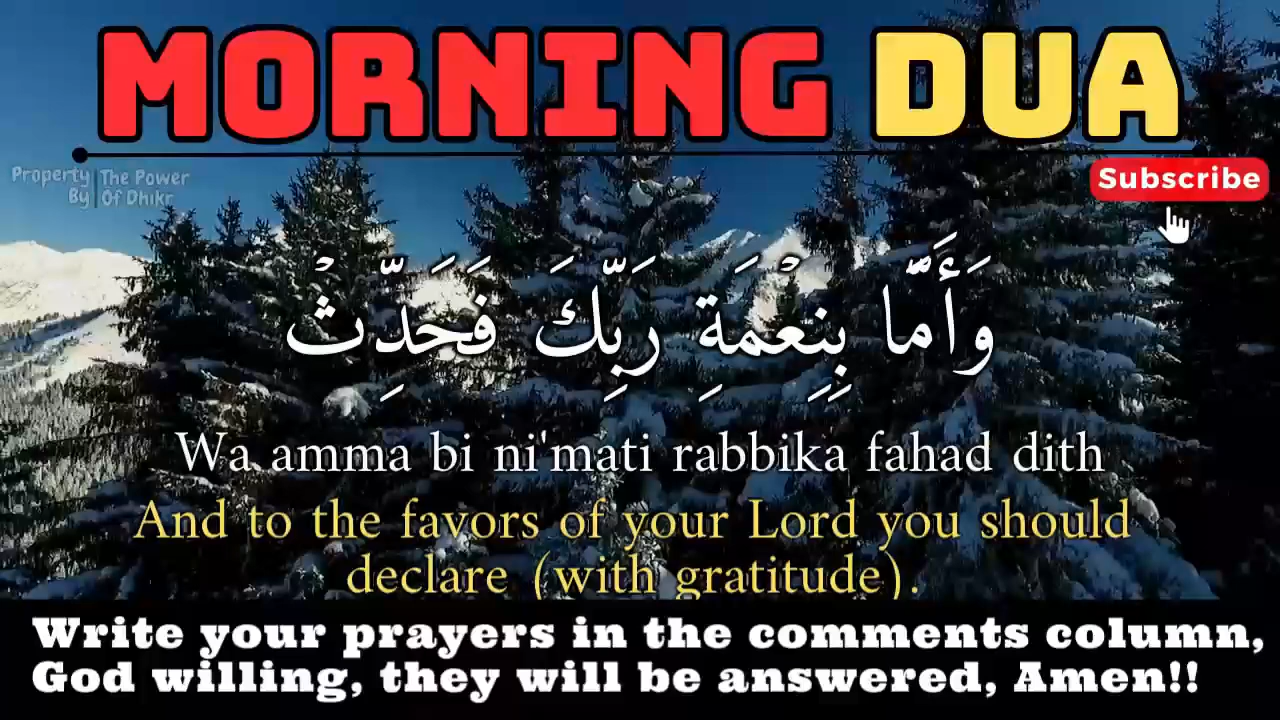 MORNING DUA
Property By
The Power Of Dhikr
Subscribe
وَأَمَّا بِنِعْمَةِ رَبِّكَ فَحَدِّثْ
Wa amma bi ni'mati rabbika fahad dith
And to the favors of your Lord you should
declare (with gratitude).
Write your prayers in the comments column,
God willing, they will be answered, Amen!!